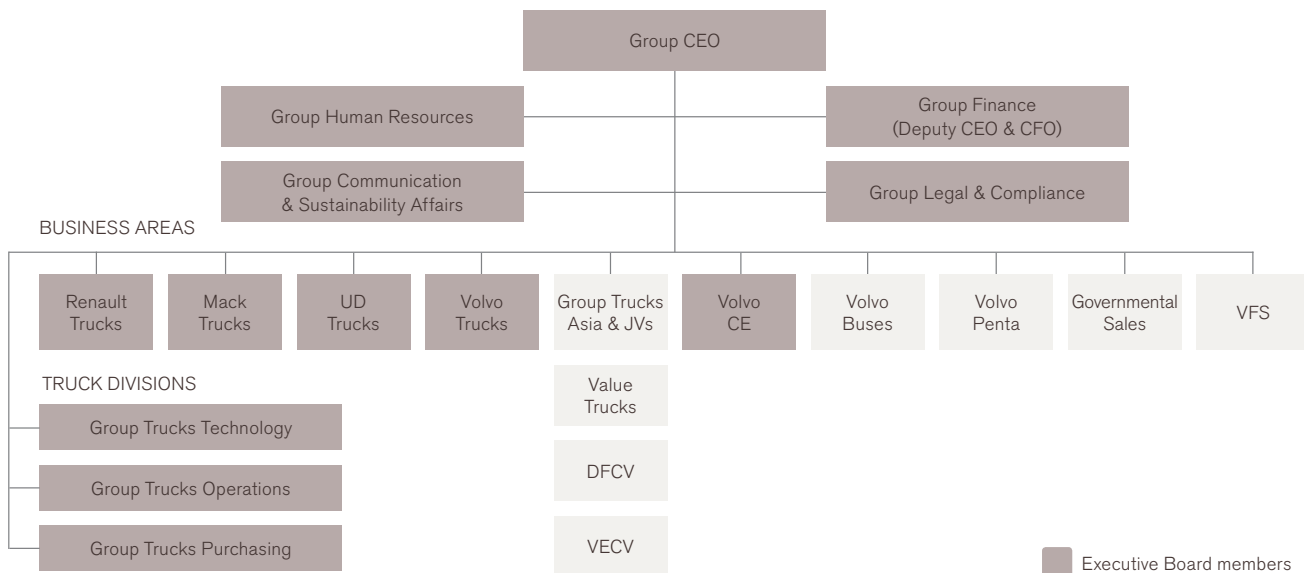 Group CEO
Group Human Resources
Group Finance
(Deputy CEO & CFO)
Group Communication
& Sustainability Affairs
Group Legal & Compliance
BUSINESS AREAS
Renault
Trucks
Mack
Trucks
UD
Trucks
Volvo
Trucks
Group Trucks
Asia & JVs
Volvo
CE
Volvo
Buses
Volvo
Penta
Governmental
Sales
VFS
TRUCK DIVISIONS
Group Trucks Technology
Group Trucks Operations
Group Trucks Purchasing
Value
Trucks
DFCV
VECV
Executive Board members